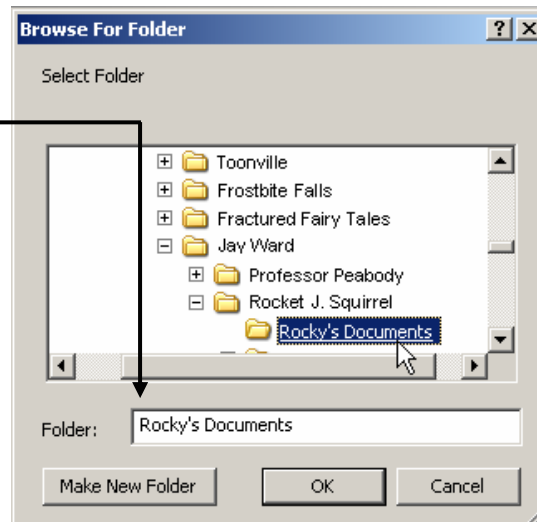 Browse For Folder
Select Folder
Toonville
Frostbite Falls
Fractured Fairy Tales
Jay Ward
Professor Peabody
Rocket J. Squirrel
Rocky's Documents
Folder: Rocky's Documents
Make New Folder OK Cancel